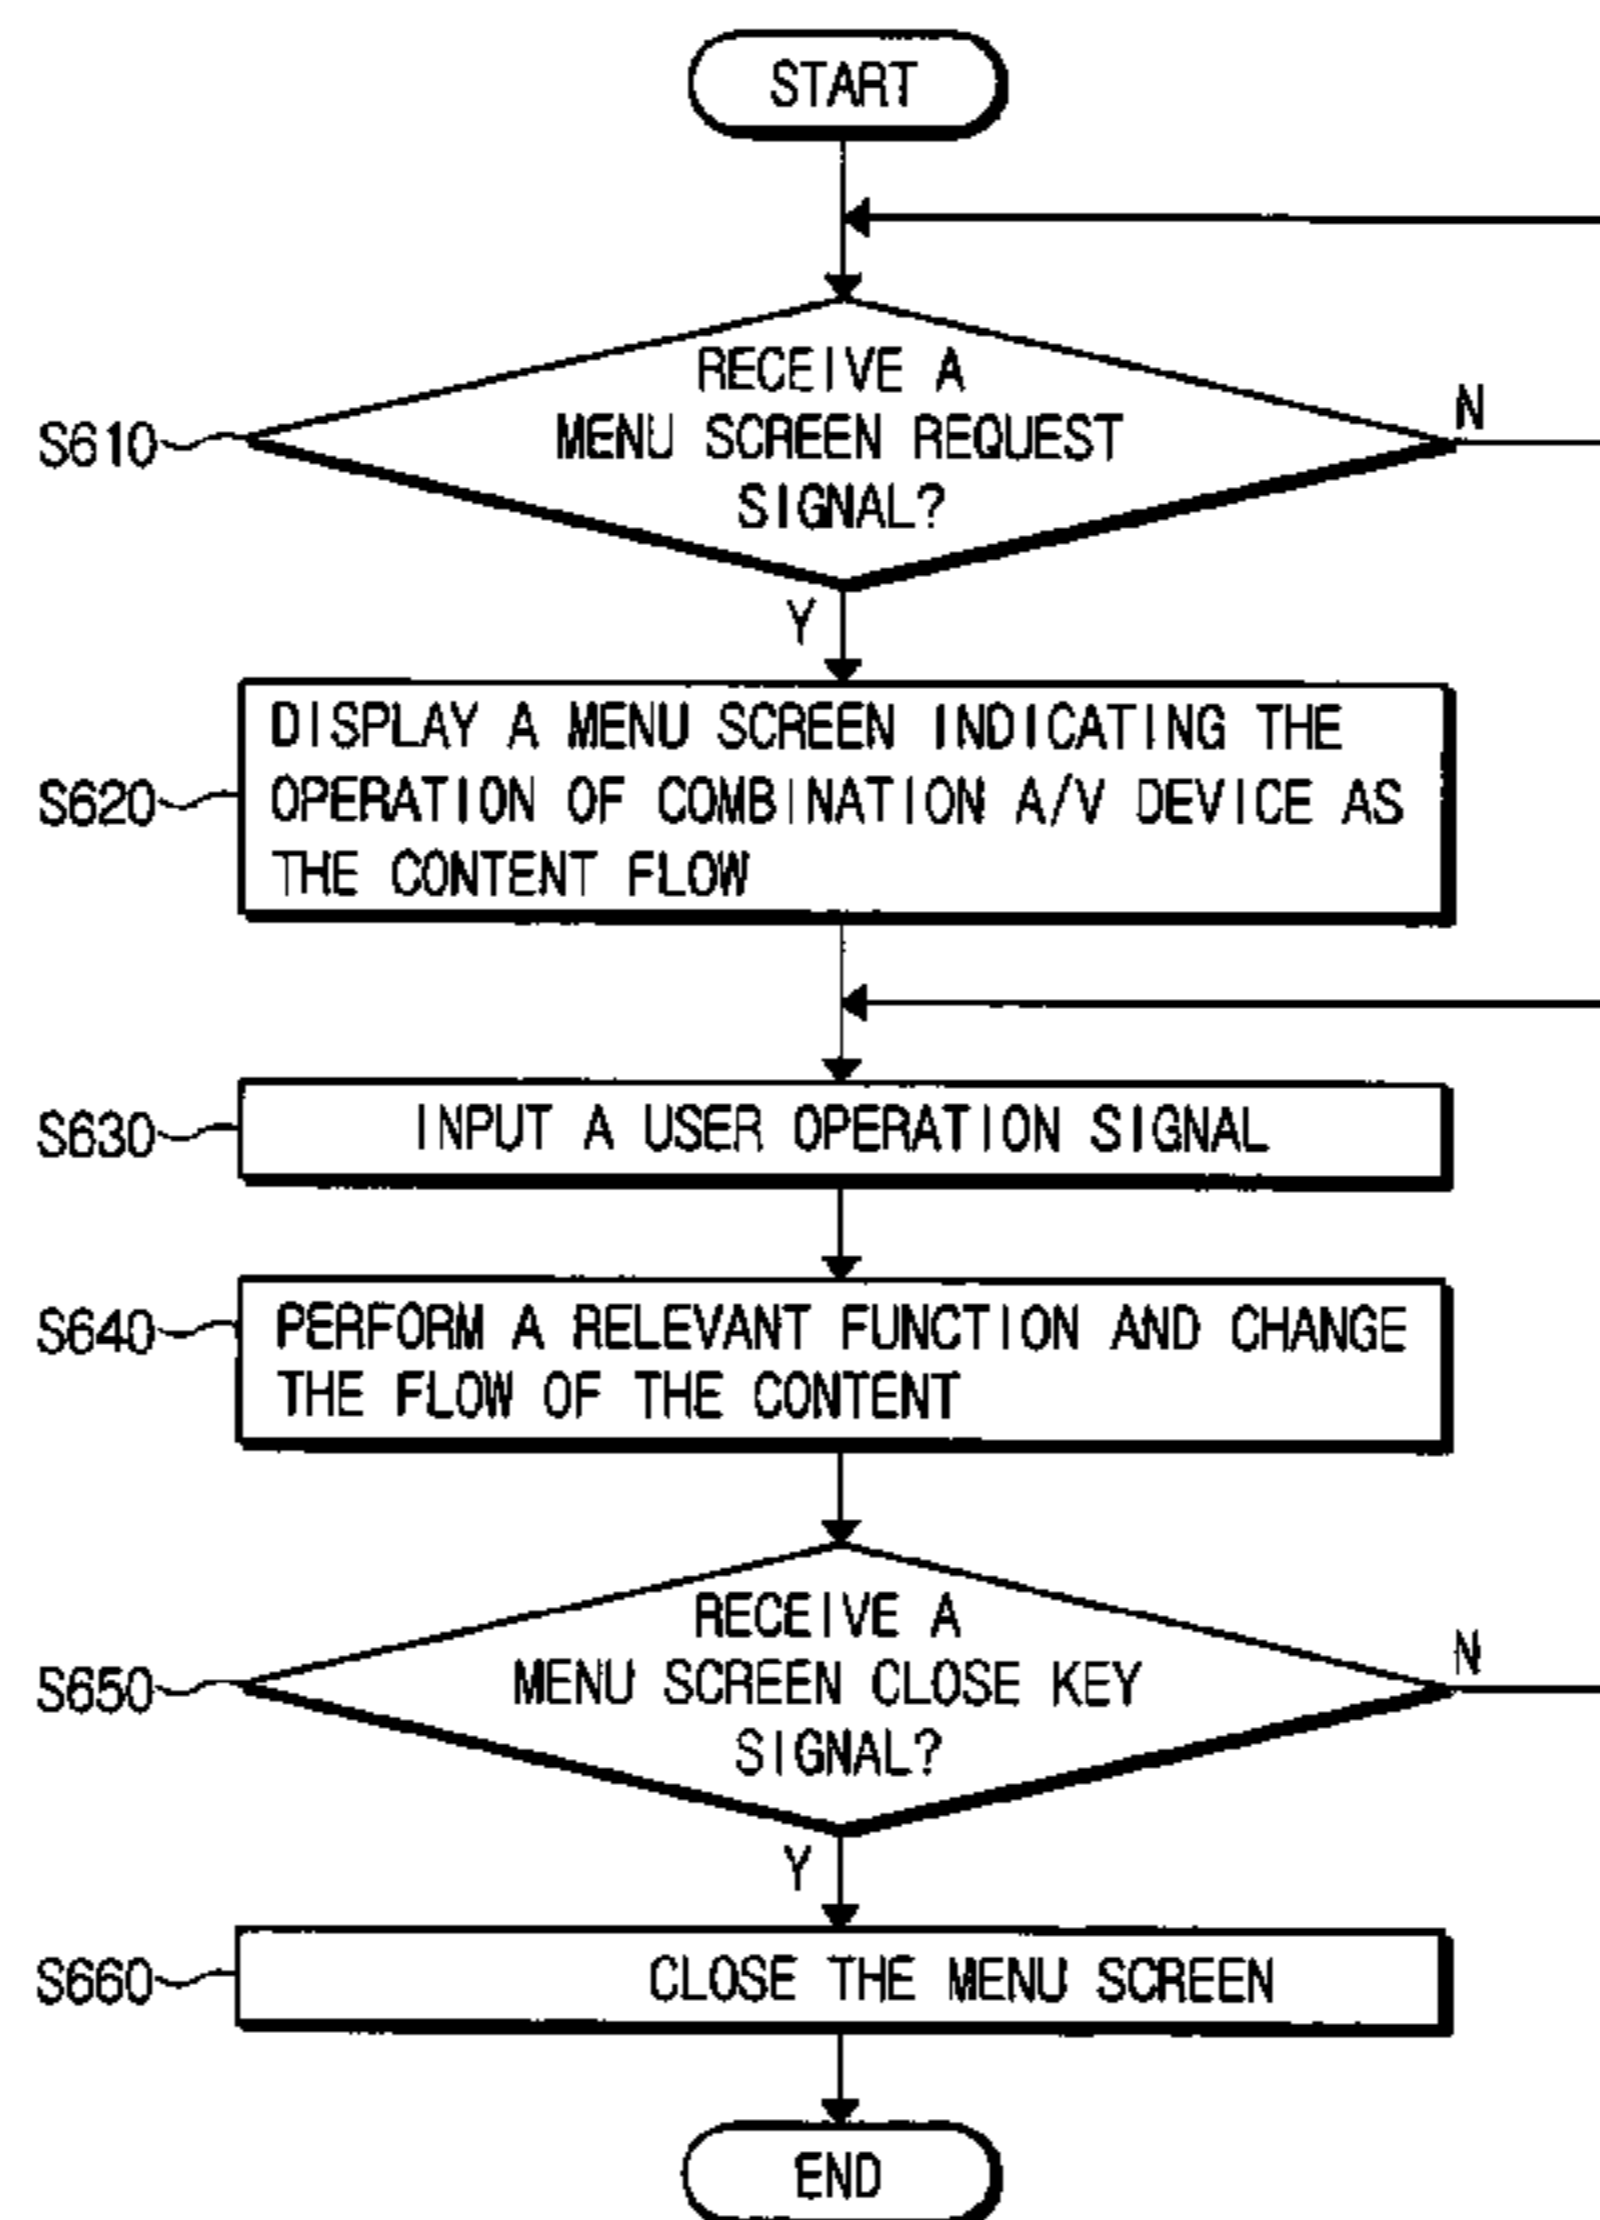 START
RECEIVE A
MENU SCREEN REQUEST
SIGNAL?
S610
N
Y
DISPLAY A MENU SCREEN INDICATING THE
OPERATION OF COMBINATION A/V DEVICE AS
THE CONTENT FLOW
S620
INPUT A USER OPERATION SIGNAL
S630
PERFORM A RELEVANT FUNCTION AND CHANGE
THE FLOW OF THE CONTENT
S640
RECEIVE A
MENU SCREEN CLOSE KEY
SIGNAL?
S650
N
Y
CLOSE THE MENU SCREEN
S660
END